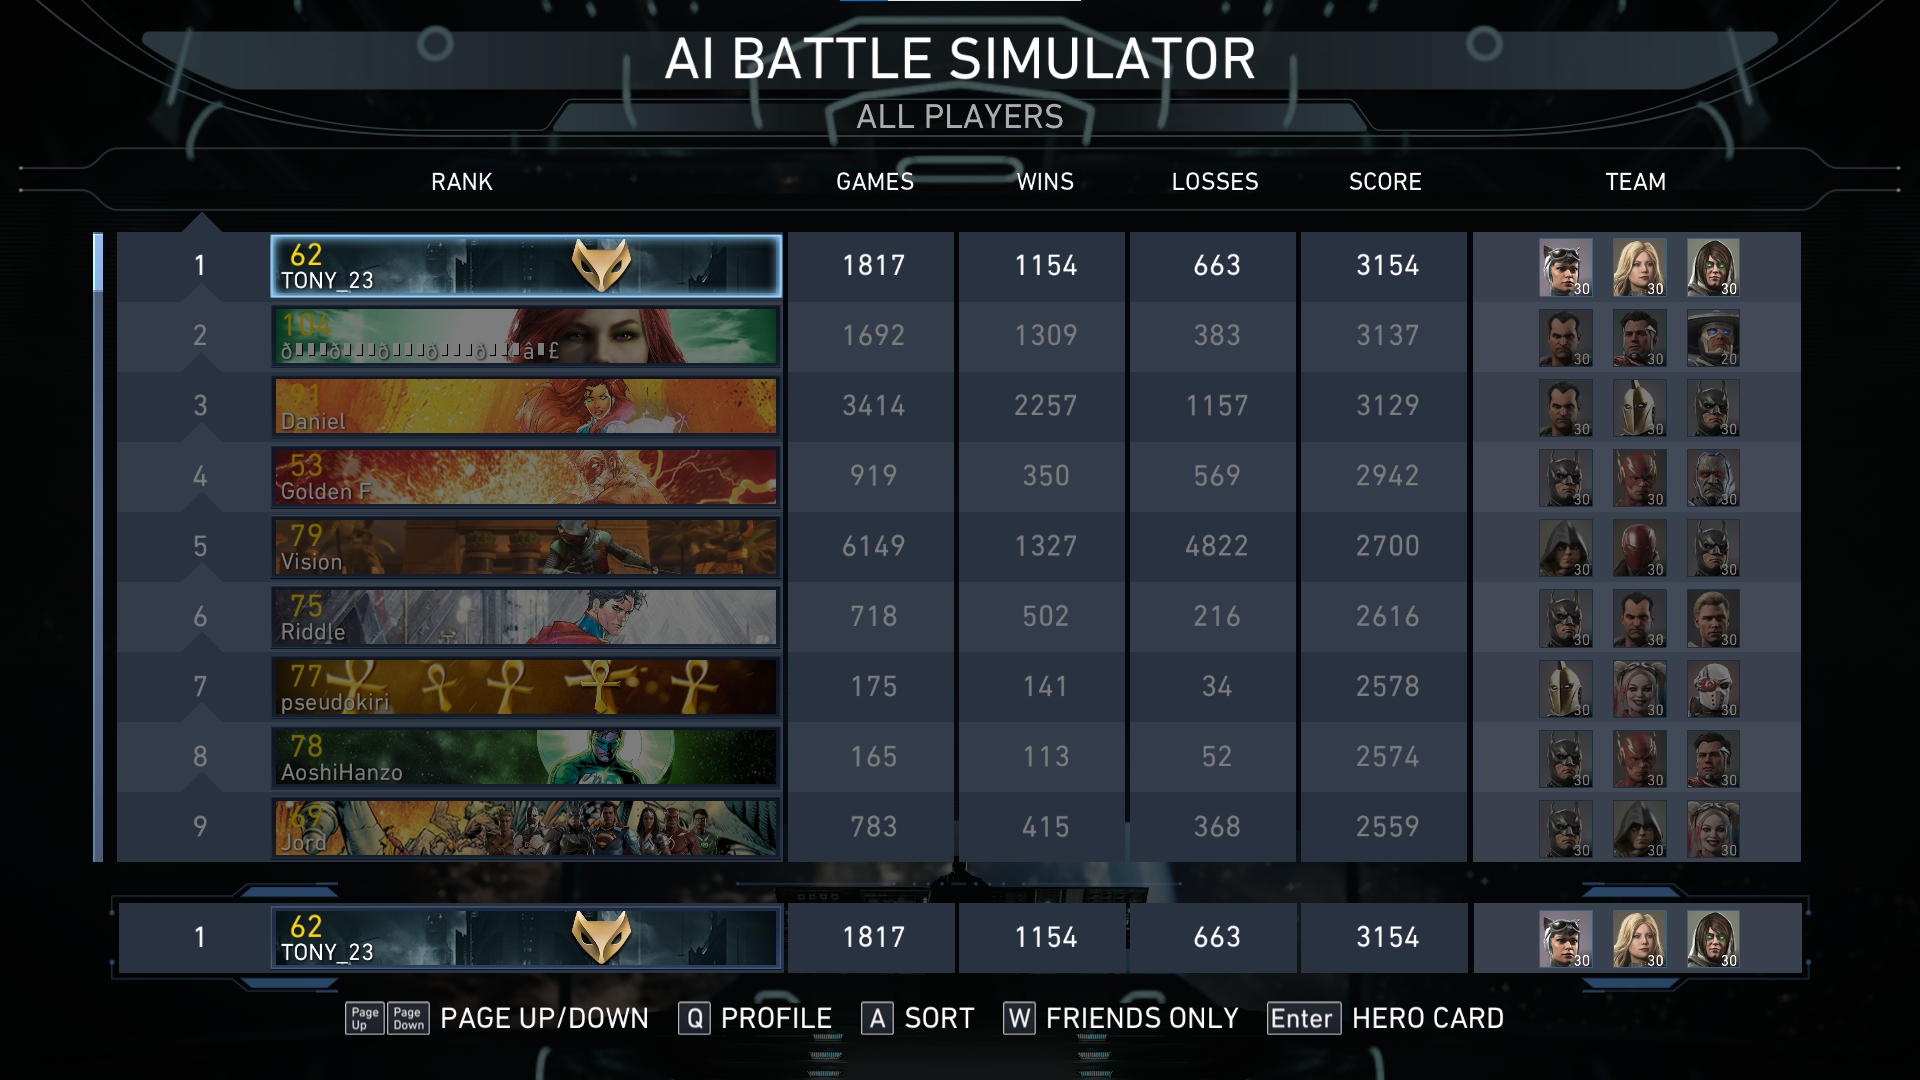 AI BATTLE SIMULATOR
ALL PLAYERS
RANK GAMES WINS LOSSES SCORE TEAM
1 62 TONY_23 1817 1154 663 3154 30 30 30
2 104 1692 1309 383 3137 30 30 20
3 91 Daniel 3414 2257 1157 3129 30 30 30
4 53 Golden F 919 350 569 2942 30 30 30
5 79 Vision 6149 1327 4822 2700 30 30 30
6 75 Riddle 718 502 216 2616 30 30 30
7 77 pseudokiri 175 141 34 2578 30 30 30
8 78 AoshiHanzo 165 113 52 2574 30 30 30
9 69 Jord 783 415 368 2559 30 30 30
1 62 TONY_23 1817 1154 663 3154 30 30 30
Page Up Page Down PAGE UP/DOWN Q PROFILE A SORT W FRIENDS ONLY Enter HERO CARD